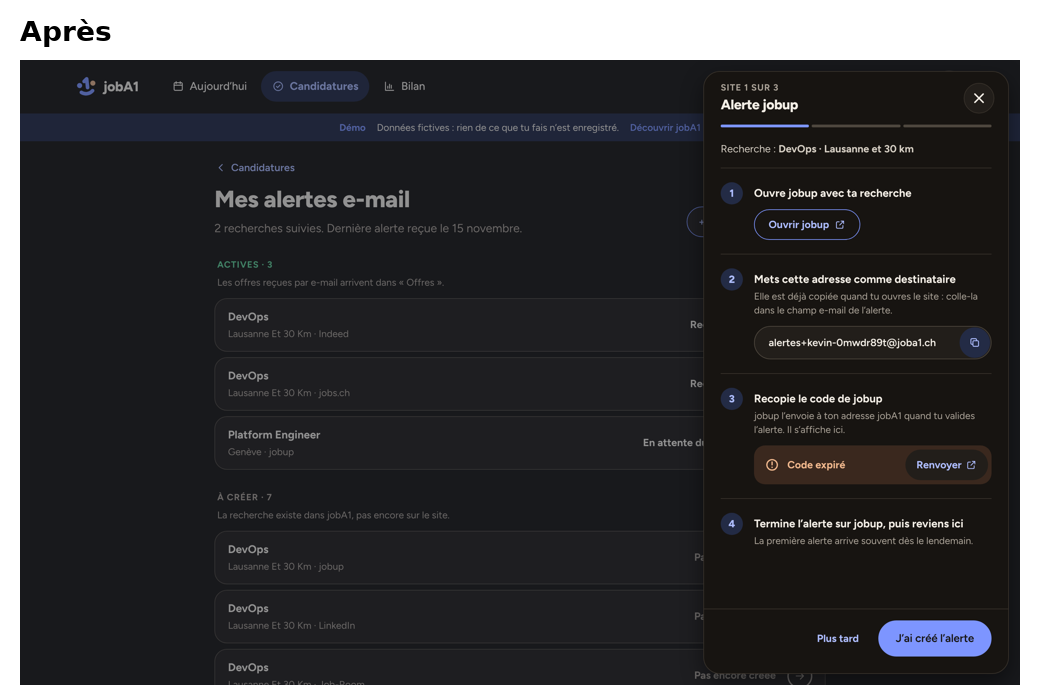 Après
jobA1
Aujourd'hui
Candidatures
Bilan
Démo Données fictives : rien de ce que tu fais n'est enregistré. Découvrir jobA1
Candidatures
Mes alertes e-mail
2 recherches suivies. Dernière alerte reçue le 15 novembre.
ACTIVES · 3
Les offres reçues par e-mail arrivent dans « Offres ».
DevOps
Lausanne Et 30 Km · Indeed
DevOps
Lausanne Et 30 Km · jobs.ch
Platform Engineer
Genève · jobup
En attente
À CRÉER · 7
La recherche existe dans jobA1, pas encore sur le site.
DevOps
Lausanne Et 30 Km · jobup
DevOps
Lausanne Et 30 Km · LinkedIn
DevOps
Lausanne Et 30 Km · Job-Room
Pas encore créée
SITE 1 SUR 3
Alerte jobup
Recherche : DevOps · Lausanne et 30 km
1
Ouvre jobup avec ta recherche
Ouvrir jobup
2
Mets cette adresse comme destinataire
Elle est déjà copiée quand tu ouvres le site : colle-la
dans le champ e-mail de l'alerte.
alertes+kevin-0mwdr89t@joba1.ch
3
Recopie le code de jobup
jobup l'envoie à ton adresse jobA1 quand tu valides
l'alerte. Il s'affiche ici.
Code expiré
Renvoyer
4
Termine l'alerte sur jobup, puis reviens ici
La première alerte arrive souvent dès le lendemain.
Plus tard
J'ai créé l'alerte